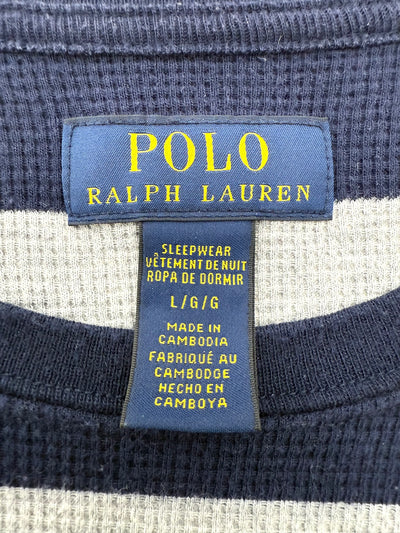 POLO
RALPH LAUREN
SLEEPWEAR
VÊTEMENT DE NUIT
ROPA DE DORMIR
L/G/G
MADE IN
CAMBODIA
FABRIQUÉ AU
CAMBODGE
HECHO EN
CAMBOYA